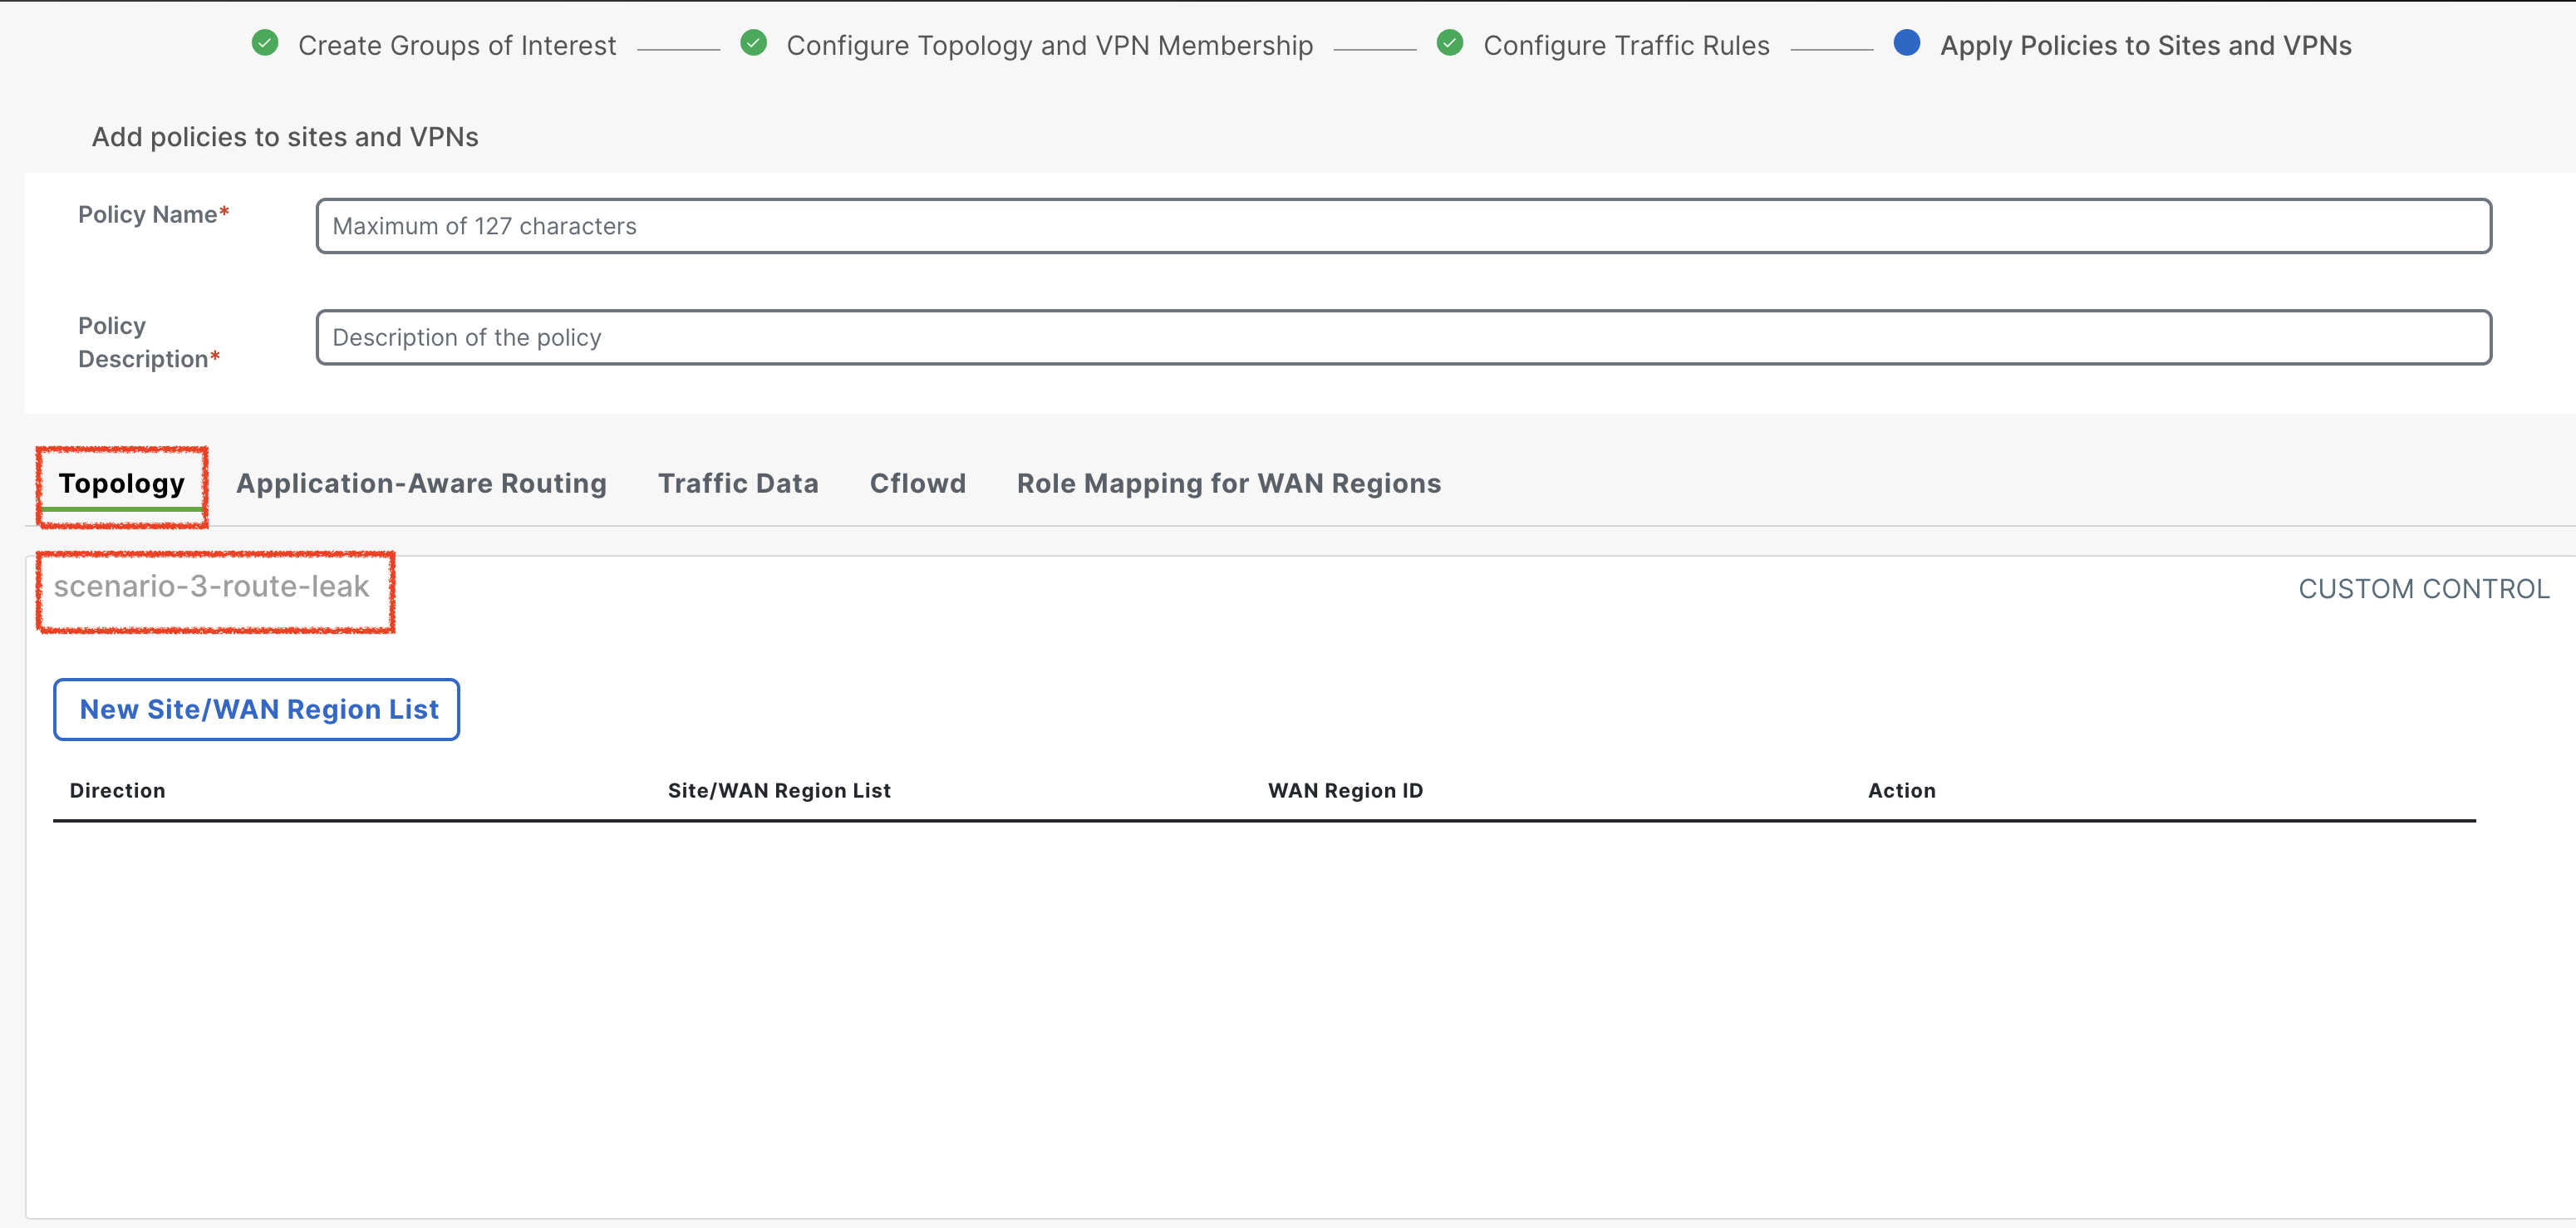 Create Groups of Interest Configure Topology and VPN Membership Configure Traffic Rules Apply Policies to Sites and VPNs
Add policies to sites and VPNs
Policy Name*
Maximum of 127 characters
Policy
Description*
Description of the policy
Topology Application-Aware Routing Traffic Data Cflowd Role Mapping for WAN Regions
scenario-3-route-leak CUSTOM CONTROL
New Site/WAN Region List
Direction Site/WAN Region List WAN Region ID Action